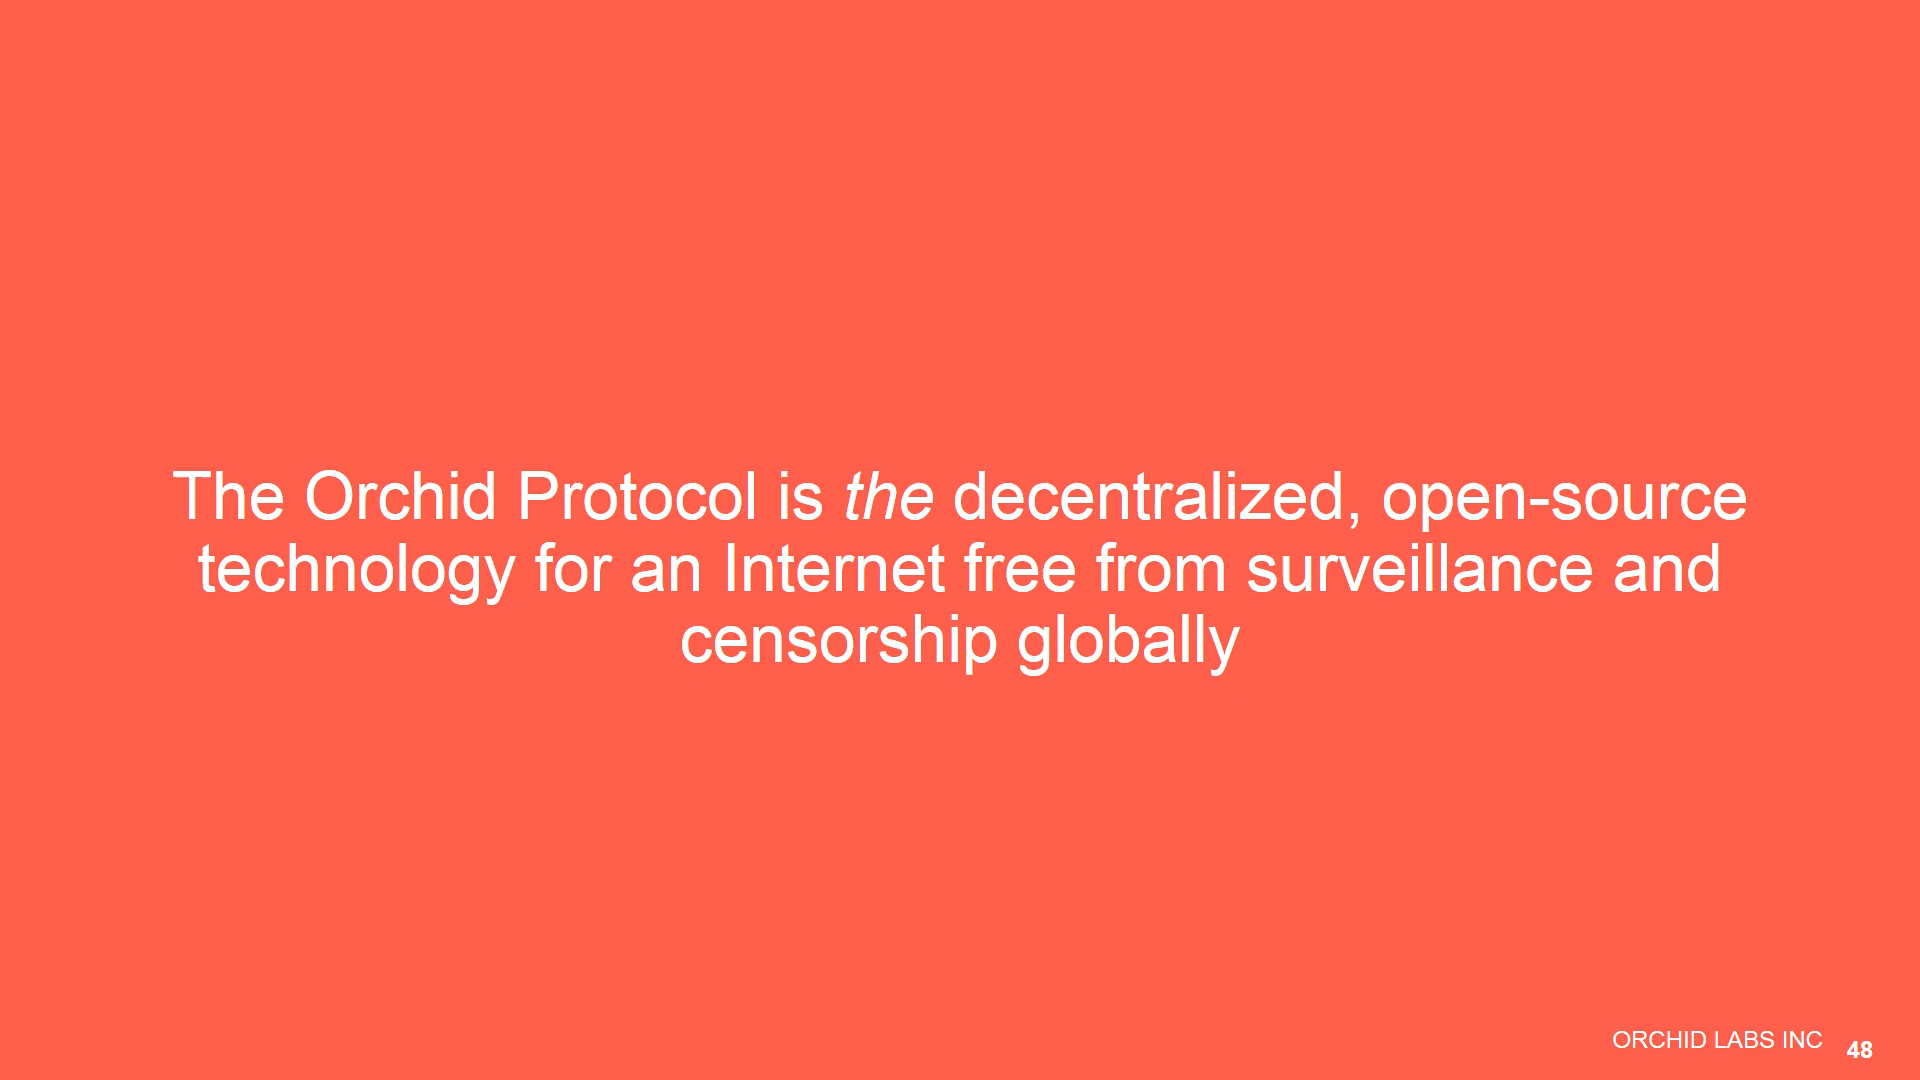 The Orchid Protocol is the decentralized, open-source
technology for an Internet free from surveillance and
censorship globally
ORCHID LABS INC
48